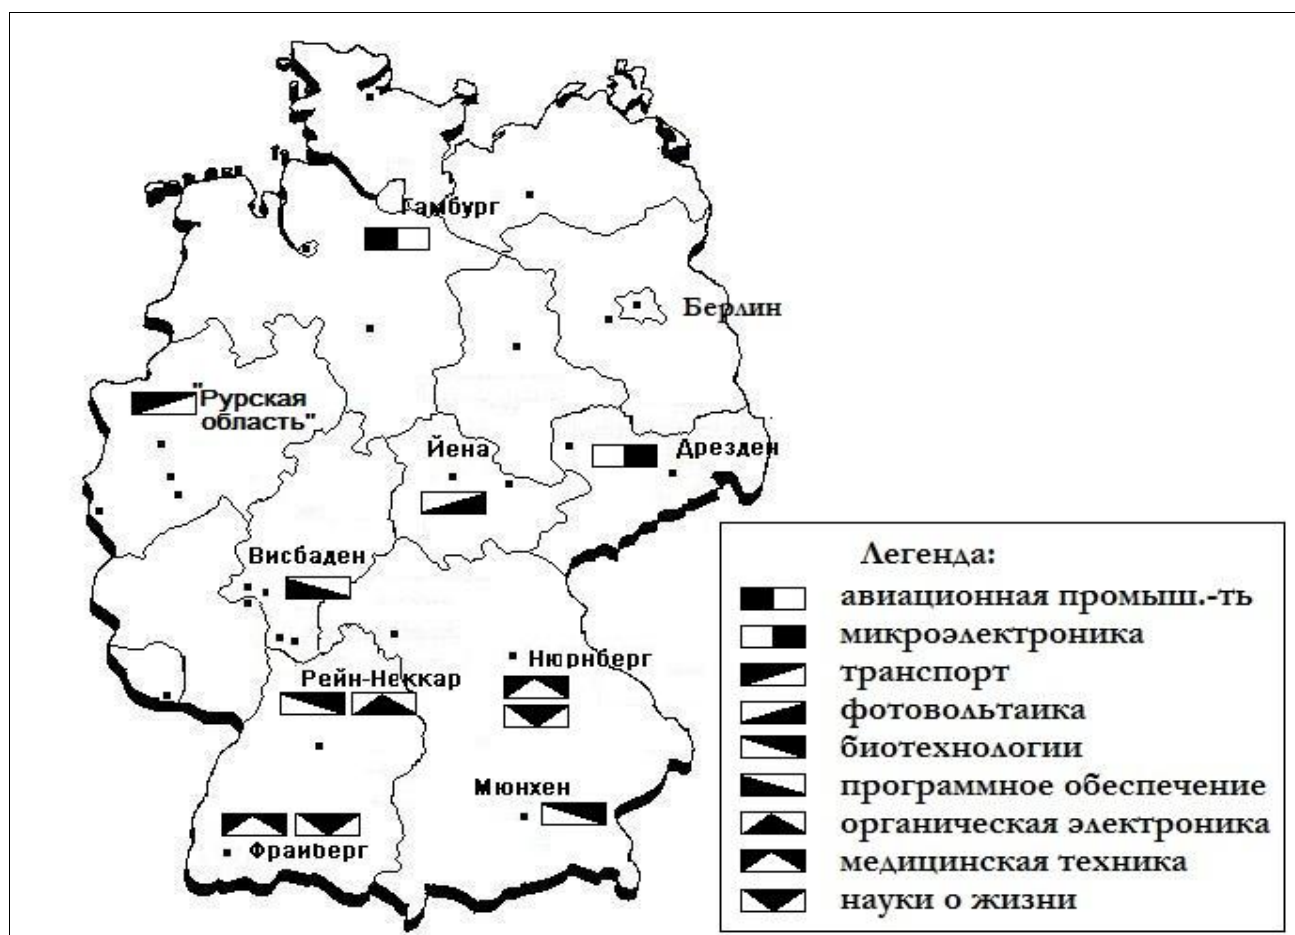 Гамбург
Берлин
"Рурская
область"
Йена
Дрезден
Висбаден
Нюрнберг
Рейн-Неккар
Мюнхен
Фраиберг
Легенда:
авиационная промыш.-ть
микроэлектроника
транспорт
фотовольтаика
биотехнологии
программное обеспечение
органическая электроника
медицинская техника
науки о жизни